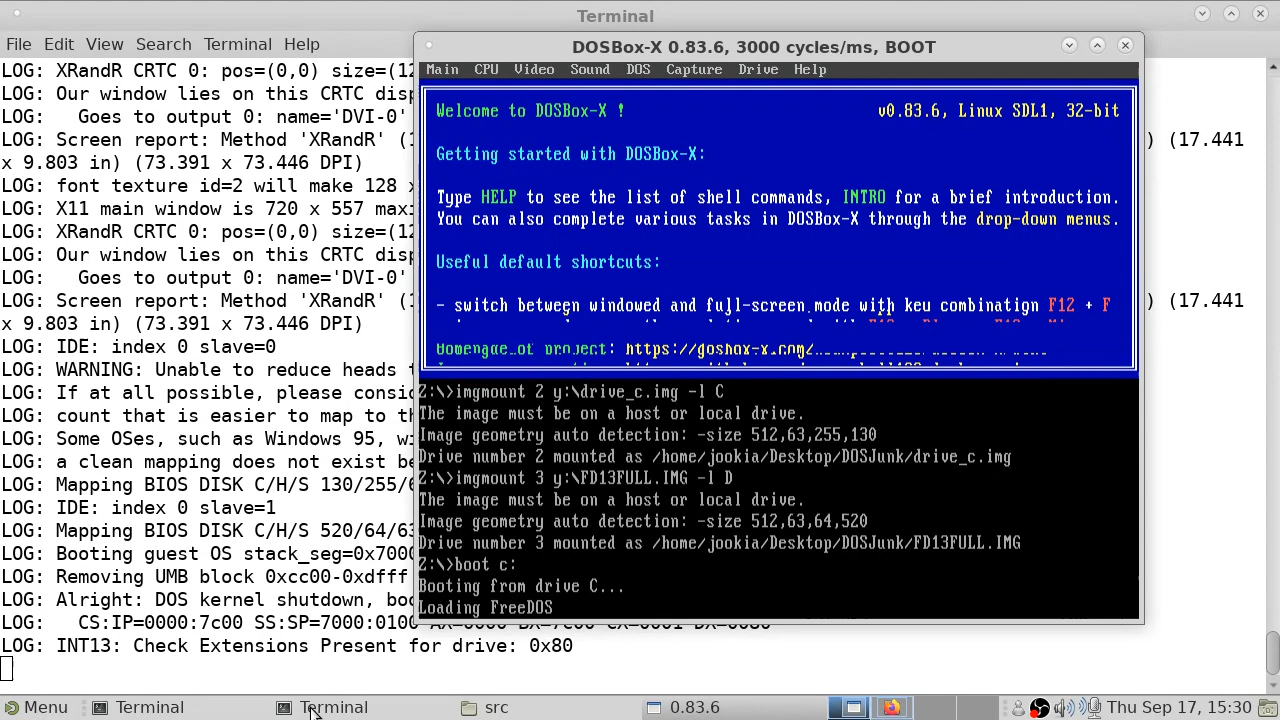 Terminal
File Edit View Search Terminal Help
LOG: XRandR CRTC 0: pos=(0,0) size=(12
LOG: Our window lies on this CRTC disp
LOG:   Goes to output 0: name='DVI-0'
LOG: Screen report: Method 'XRandR' (1
) (17.441
x 9.803 in) (73.391 x 73.446 DPI)
LOG: font texture id=2 will make 128 x
LOG: X11 main window is 720 x 557 maxi
LOG: XRandR CRTC 0: pos=(0,0) size=(12
LOG: Our window lies on this CRTC disp
LOG:   Goes to output 0: name='DVI-0'
LOG: Screen report: Method 'XRandR' (1
) (17.441
x 9.803 in) (73.391 x 73.446 DPI)
LOG: IDE: index 0 slave=0
LOG: WARNING: Unable to reduce heads t
LOG: If at all possible, please consid
LOG: count that is easier to map to th
LOG: Some OSes, such as Windows 95, wi
LOG: a clean mapping does not exist be
LOG: Mapping BIOS DISK C/H/S 130/255/6
LOG: IDE: index 0 slave=1
LOG: Mapping BIOS DISK C/H/S 520/64/63
LOG: Booting guest OS stack_seg=0x7000
LOG: Removing UMB block 0xcc00-0xdfff
LOG: Alright: DOS kernel shutdown, boo
LOG:   CS:IP=0000:7c00 SS:SP=7000:0100 AX=0000 BX=7c00 CX=0001 DX=0080
LOG: INT13: Check Extensions Present for drive: 0x80
DOSBox-X 0.83.6, 3000 cycles/ms, BOOT
Main CPU Video Sound DOS Capture Drive Help
Welcome to DOSBox-X ! v0.83.6, Linux SDL1, 32-bit
Getting started with DOSBox-X:
Type HELP to see the list of shell commands, INTRO for a brief introduction.
You can also complete various tasks in DOSBox-X through the drop-down menus.
Useful default shortcuts:
- switch between windowed and full-screen mode with key combination F12 + F
Homepage of project: https://dosbox-x.com/
Z:\>imgmount 2 y:\drive_c.img -l C
The image must be on a host or local drive.
Image geometry auto detection: -size 512,63,255,130
Drive number 2 mounted as /home/jookia/Desktop/DOSJunk/drive_c.img
Z:\>imgmount 3 y:\FD13FULL.IMG -l D
The image must be on a host or local drive.
Image geometry auto detection: -size 512,63,64,520
Drive number 3 mounted as /home/jookia/Desktop/DOSJunk/FD13FULL.IMG
Z:\>boot c:
Booting from drive C...
Loading FreeDOS
Menu Terminal Terminal src 0.83.6 Thu Sep 17, 15:30